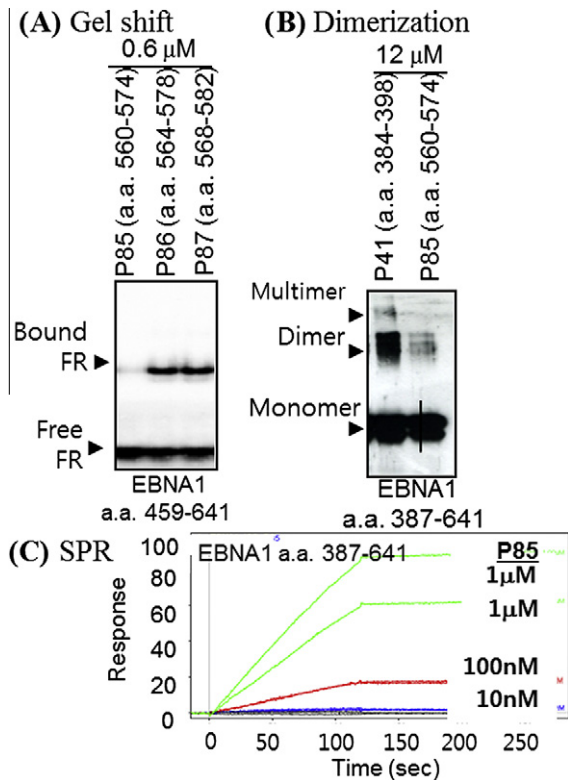 (A) Gel shift
0.6 μM
P85 (a.a. 560-574)
P86 (a.a. 564-578)
P87 (a.a. 568-582)
Bound
FR
Free
FR
EBNA1
a.a. 459-641
(B) Dimerization
12 μM
P41 (a.a. 384-398)
P85 (a.a. 560-574)
Multimer
Dimer
Monomer
EBNA1
a.a. 387-641
(C) SPR
EBNA1 a.a. 387-641
P85
1μM
1μM
100nM
10nM
Response
100
80
60
40
20
0
0
50
100
150
200
250
Time (sec)